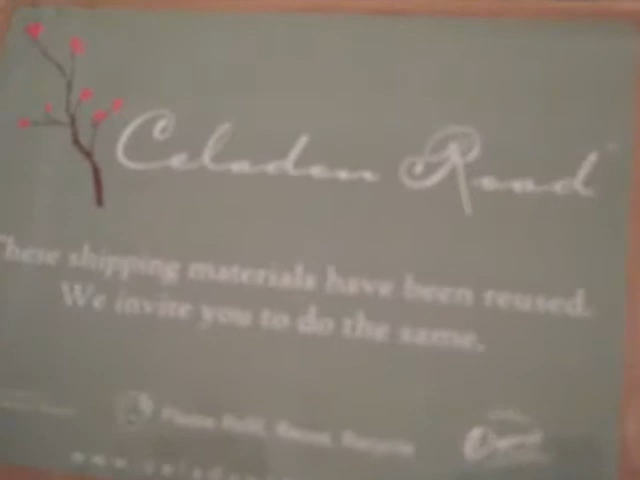 Celadon Road
These shipping materials have been reused.
We invite you to do the same.
Please Refill, Reuse, Recycle